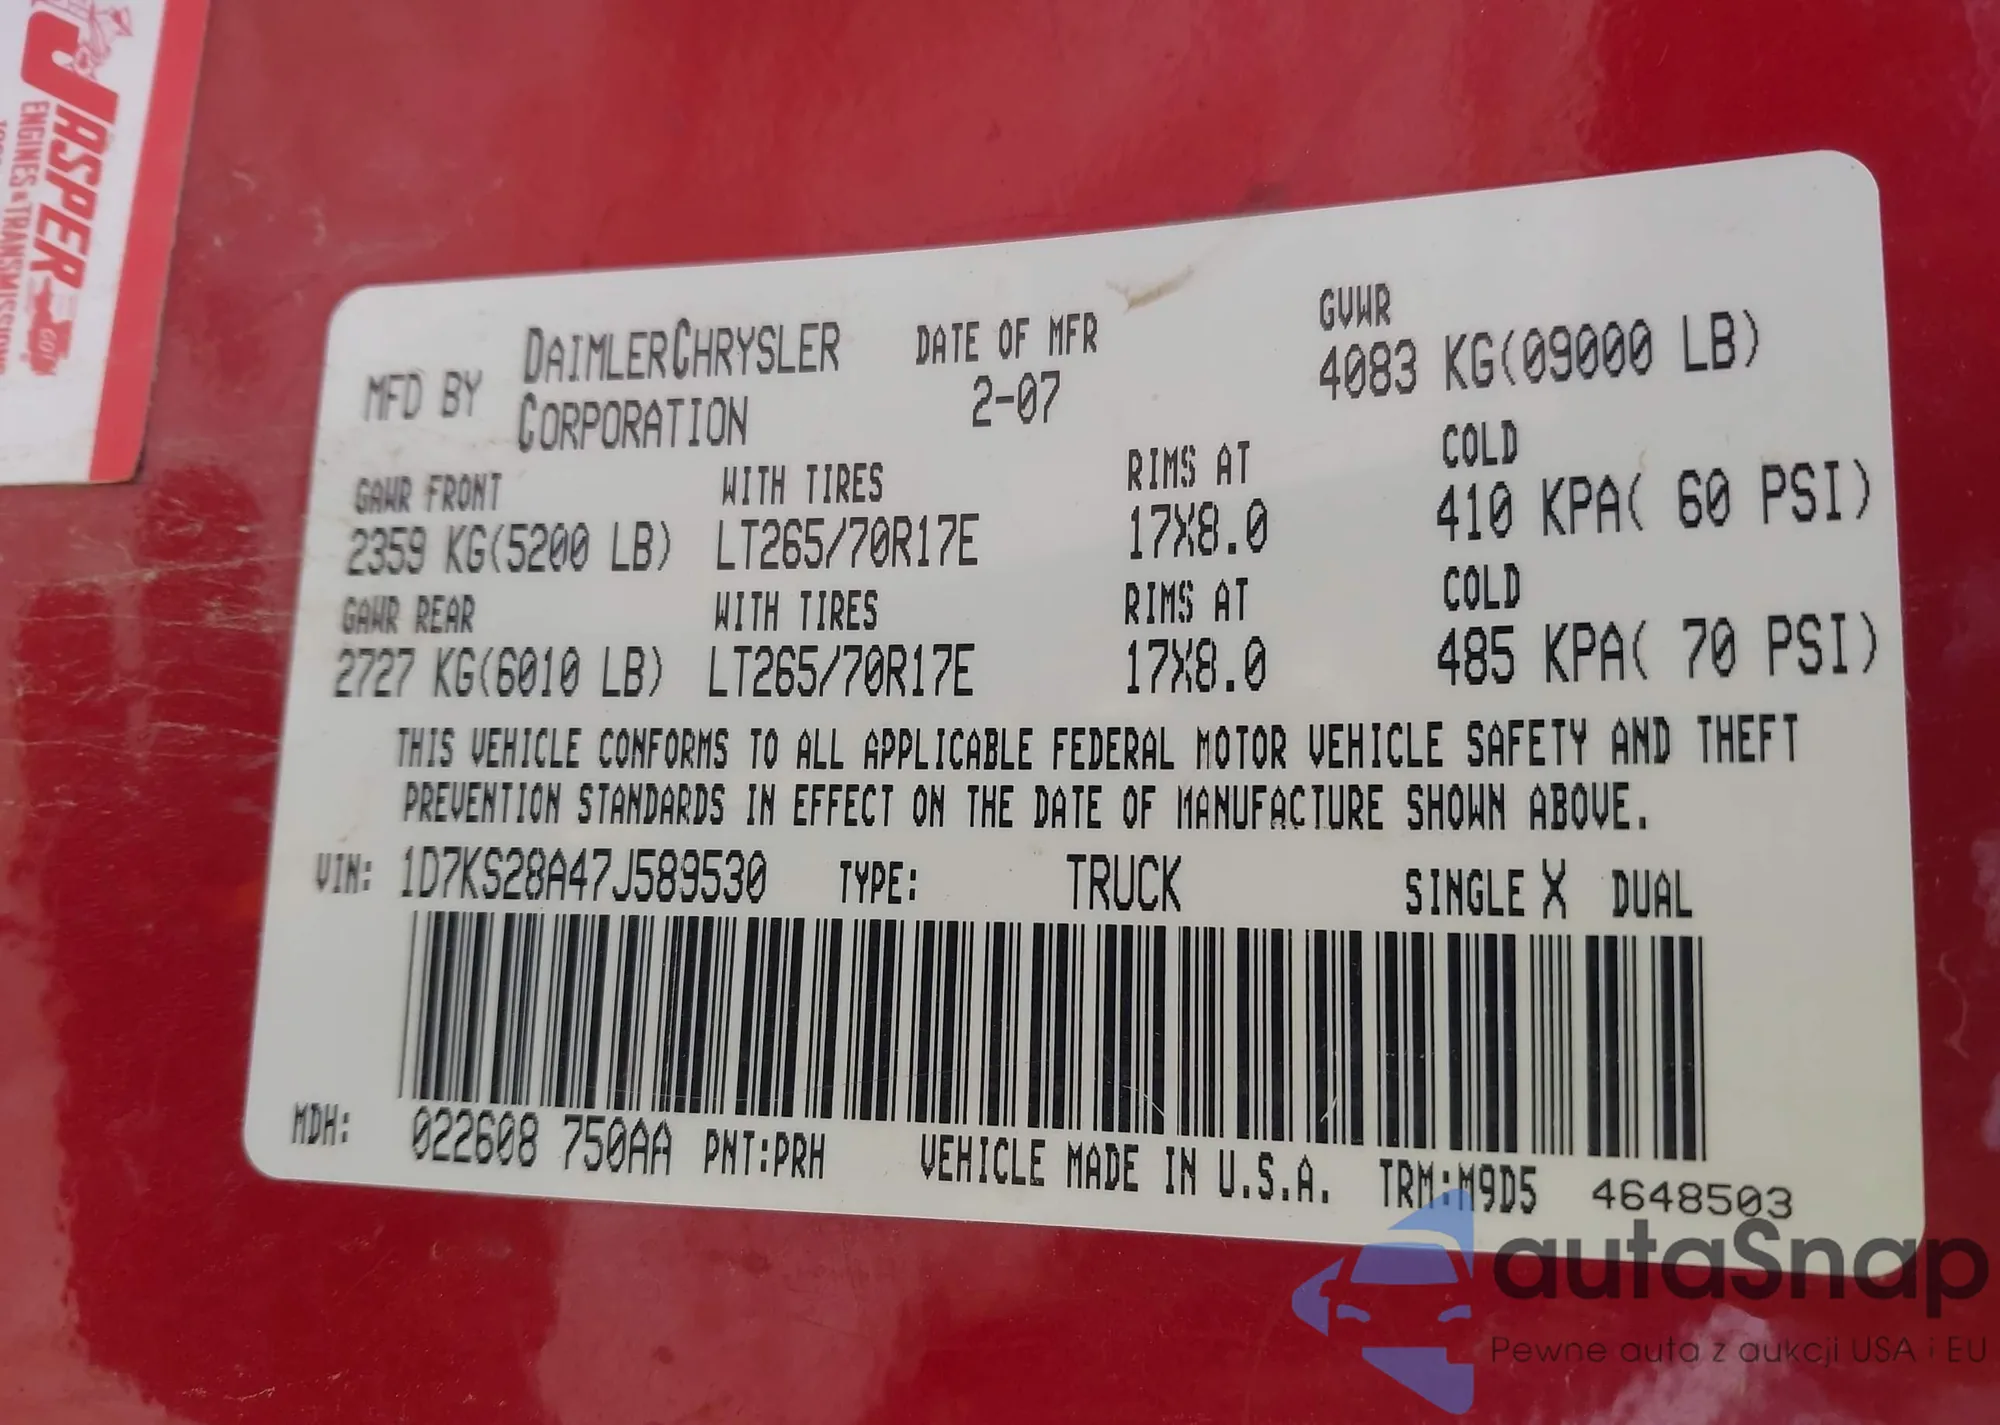 JASPER
ENGINES & TRANSMISSIONS
MFD BY DAIMLERCHRYSLER CORPORATION
DATE OF MFR
2-07
GVWR
4083 KG(09000 LB)
GAWR FRONT WITH TIRES RIMS AT COLD
2359 KG(5200 LB) LT265/70R17E 17X8.0 410 KPA( 60 PSI)
GAWR REAR WITH TIRES RIMS AT COLD
2727 KG(6010 LB) LT265/70R17E 17X8.0 485 KPA( 70 PSI)
THIS VEHICLE CONFORMS TO ALL APPLICABLE FEDERAL MOTOR VEHICLE SAFETY AND THEFT
PREVENTION STANDARDS IN EFFECT ON THE DATE OF MANUFACTURE SHOWN ABOVE.
VIN: 1D7KS28A47J589530 TYPE: TRUCK SINGLE X DUAL
MDH: 022608 750AA PNT:PRH VEHICLE MADE IN U.S.A. TRM:M9D5 4648503
autaSnap
Pewne auta z aukcji USA i EU